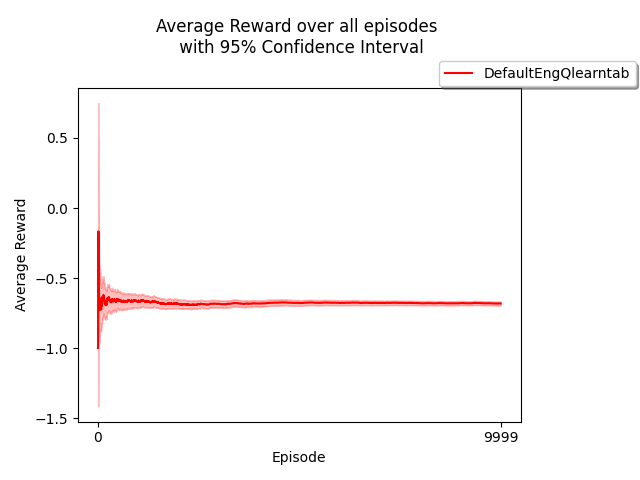 Average Reward over all episodes
with 95% Confidence Interval
DefaultEngQlearntab
0.5
0.0
−0.5
−1.0
−1.5
Average Reward
0
9999
Episode